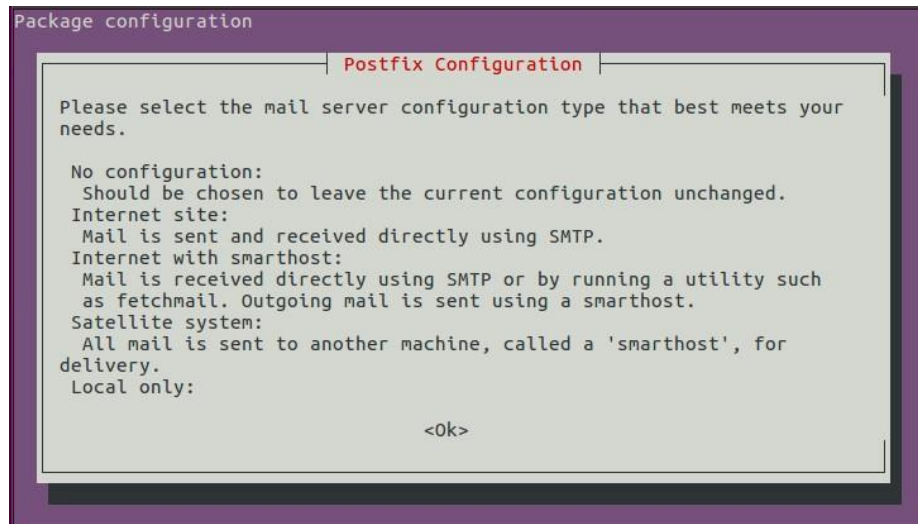 Package configuration
Postfix Configuration
Please select the mail server configuration type that best meets your
needs.
No configuration:
Should be chosen to leave the current configuration unchanged.
Internet site:
Mail is sent and received directly using SMTP.
Internet with smarthost:
Mail is received directly using SMTP or by running a utility such
as fetchmail. Outgoing mail is sent using a smarthost.
Satellite system:
All mail is sent to another machine, called a 'smarthost', for
delivery.
Local only:
<Ok>